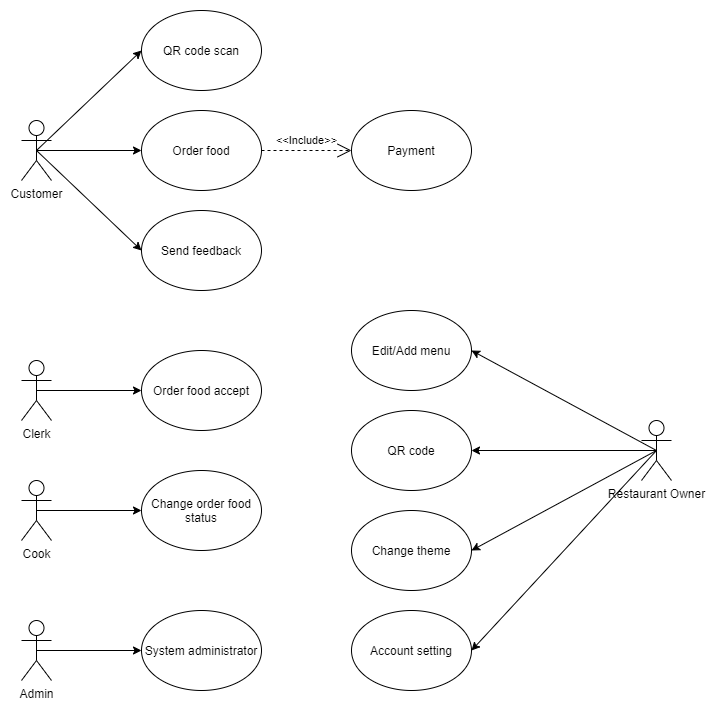 QR code scan
<<Include>>
Order food
Payment
Customer
Send feedback
Edit/Add menu
Order food accept
Clerk
QR code
Restaurant Owner
Change order food
status
Cook
Change theme
System administrator
Account setting
Admin